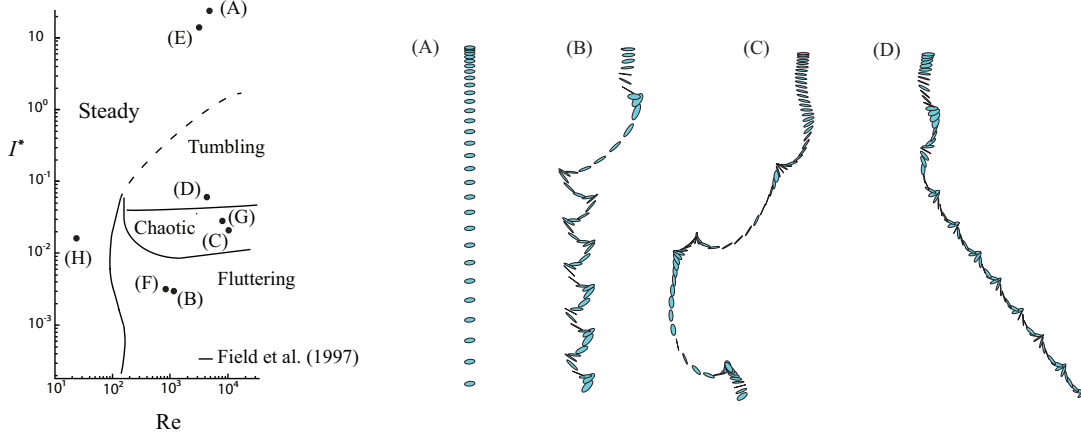 10
10⁰
10⁻¹
10⁻²
10⁻³
10¹
10²
10³
10⁴
I*
Re
Steady
Tumbling
Chaotic
Fluttering
(A)
(E)
(D)
(G)
(C)
(H)
(F)
(B)
Field et al. (1997)
(A)
(B)
(C)
(D)